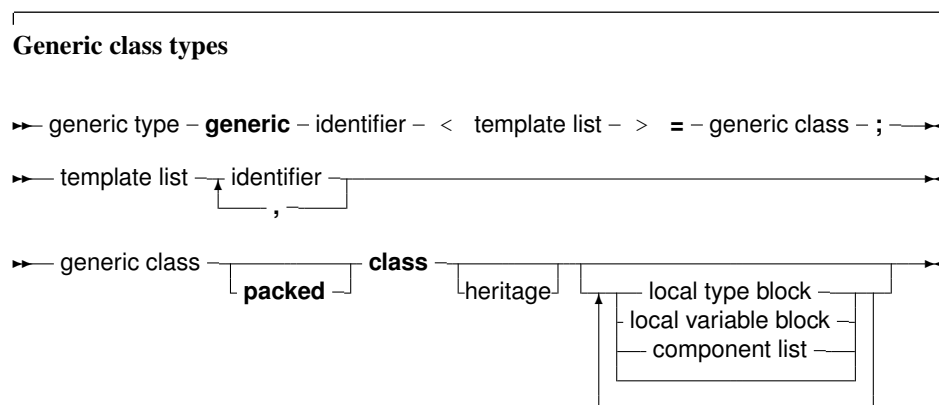 Generic class types
generic type generic identifier < template list > = generic class ;
template list identifier
,
generic class class
packed heritage local type block
local variable block
component list